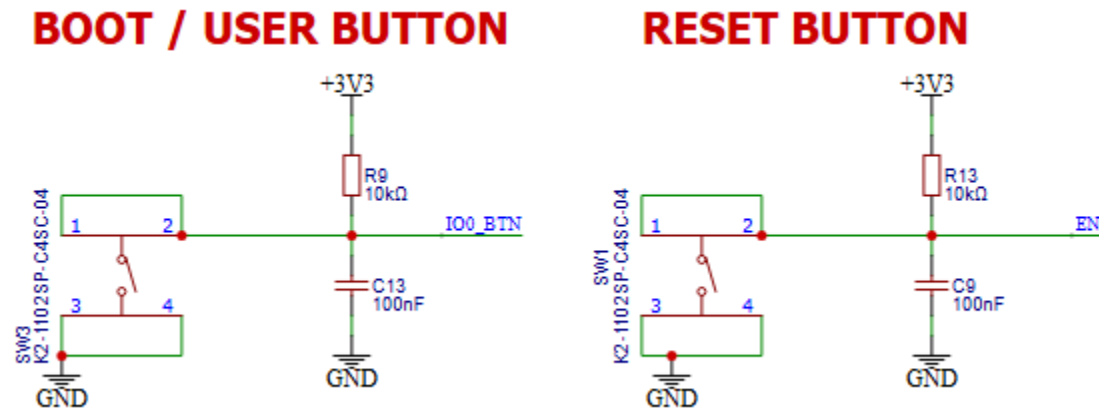 BOOT / USER BUTTON
+3V3
R9
10kΩ
1 2
IO0_BTN
C13
100nF
3 4
SW3
K2-1102SP-C4SC-04
GND
GND
RESET BUTTON
+3V3
R13
10kΩ
1 2
EN
C9
100nF
3 4
SW1
K2-1102SP-C4SC-04
GND
GND